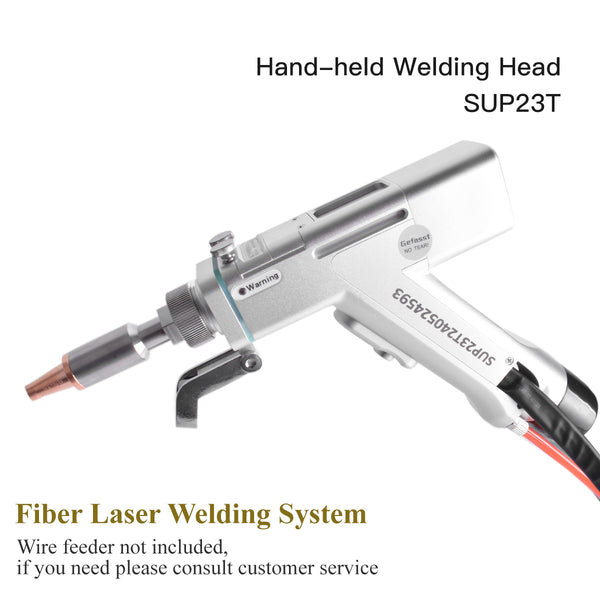 Hand-held Welding Head
SUP23T
Gefasst
NO TEAR!
Warning
SUP23T240524593
Fiber Laser Welding System
Wire feeder not included,
if you need please consult customer service